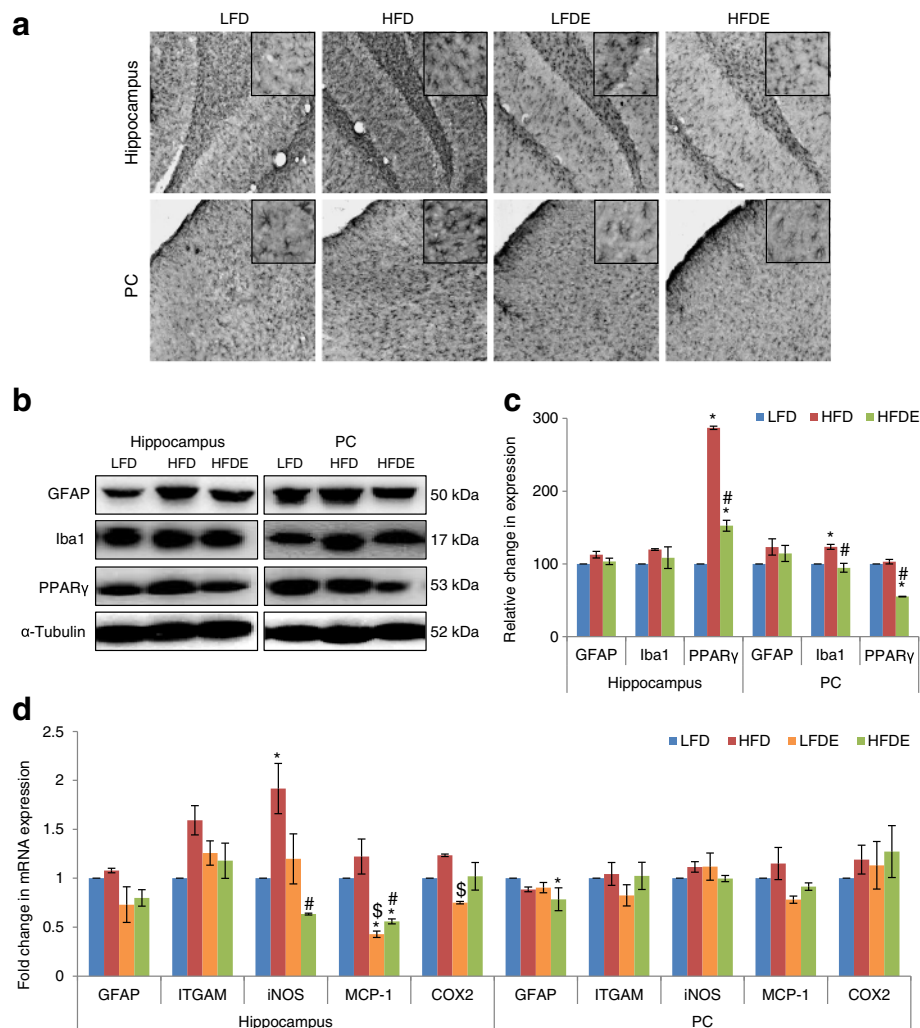 a
LFD HFD LFDE HFDE
Hippocampus
PC
b
Hippocampus PC
LFD HFD HFDE LFD HFD HFDE
GFAP 50 kDa
Iba1 17 kDa
PPARγ 53 kDa
α-Tubulin 52 kDa
c
LFD HFD HFDE
Relative change in expression
300
200
100
0
* # * * # # *
GFAP Iba1 PPARγ GFAP Iba1 PPARγ
Hippocampus PC
d
LFD HFD LFDE HFDE
Fold change in mRNA expression
2.5
2
1.5
1
0.5
0
* # $ * # * $ *
GFAP ITGAM iNOS MCP-1 COX2 GFAP ITGAM iNOS MCP-1 COX2
Hippocampus PC